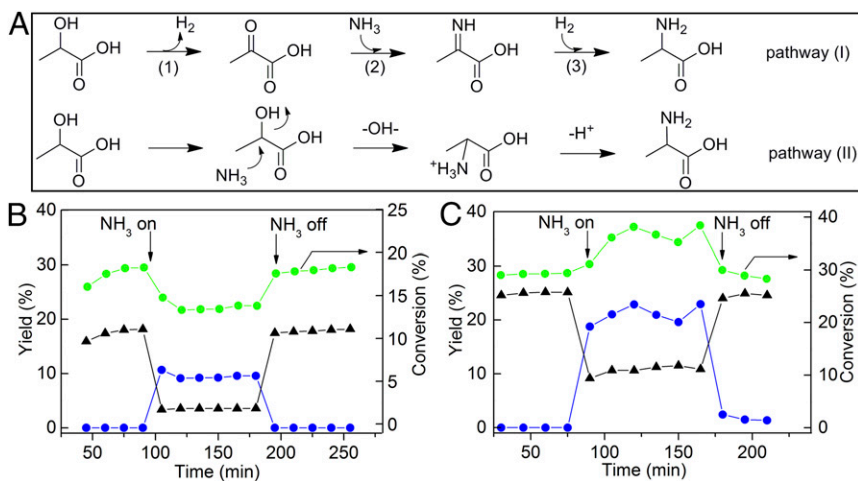 A
OH
OH
O
H₂
(1)
O
OH
O
NH₃
(2)
NH
OH
O
H₂
(3)
NH₂
OH
O
pathway (I)
OH
OH
O
OH
OH
O
NH₃
-OH-
OH
O
⁺H₃N
-H⁺
NH₂
OH
O
pathway (II)
B
NH₃ on
NH₃ off
Yield (%)
40
30
20
10
0
Conversion (%)
25
20
15
10
5
0
50 100 150 200 250
Time (min)
C
NH₃ on
NH₃ off
Yield (%)
40
30
20
10
0
Conversion (%)
40
30
20
10
0
50 100 150 200
Time (min)